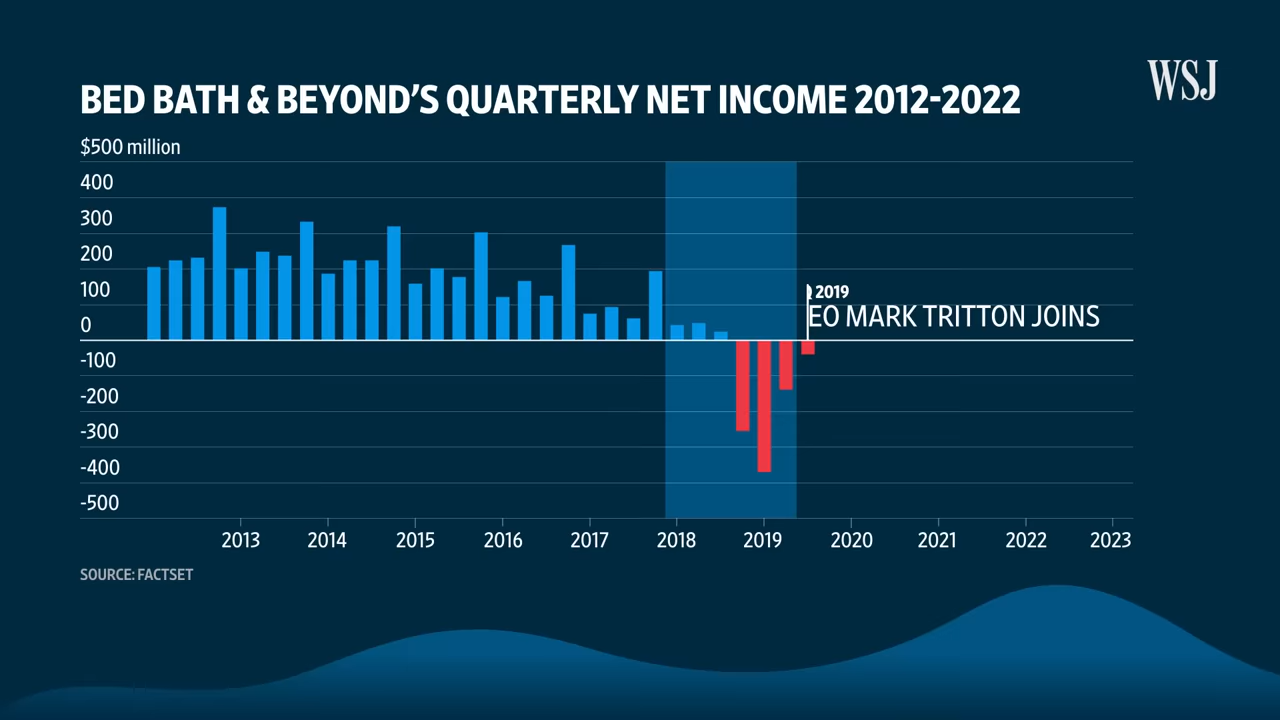 WSJ
BED BATH & BEYOND'S QUARTERLY NET INCOME 2012-2022
$500 million
400
300
200
100
0
-100
-200
-300
-400
-500
2019
EO MARK TRITTON JOINS
2013 2014 2015 2016 2017 2018 2019 2020 2021 2022 2023
SOURCE: FACTSET